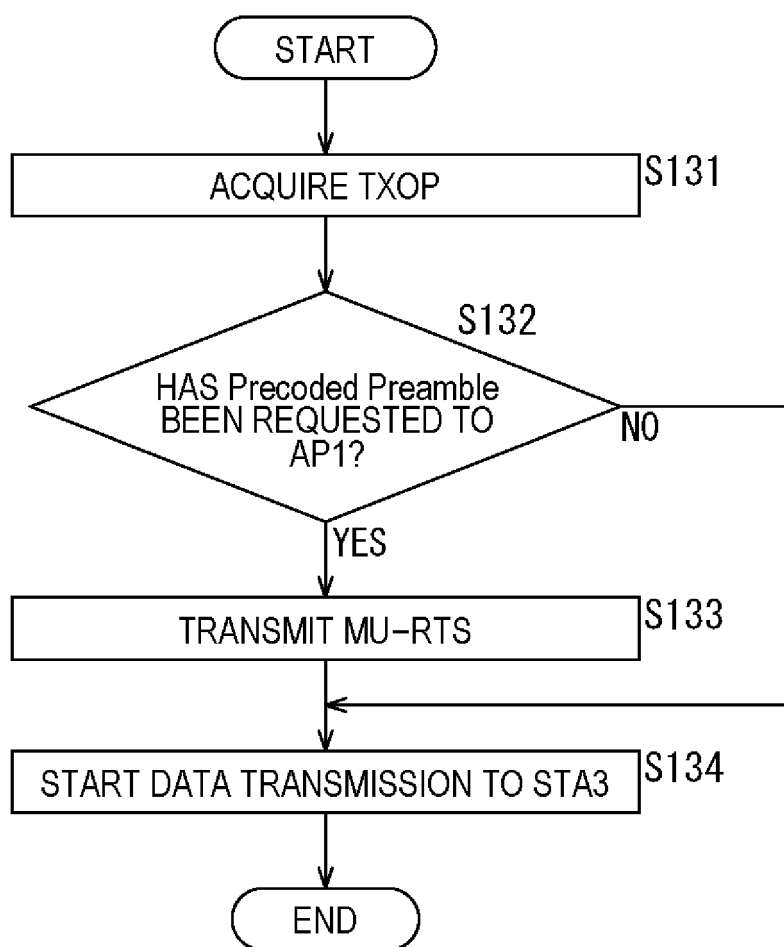 START
S131
ACQUIRE TXOP
S132
HAS Precoded Preamble
BEEN REQUESTED TO
AP1?
NO
YES
S133
TRANSMIT MU-RTS
S134
START DATA TRANSMISSION TO STA3
END